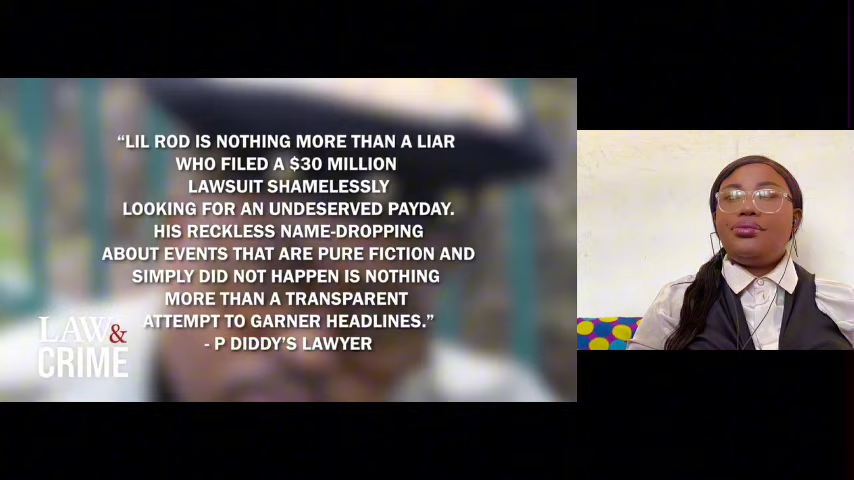 “LIL ROD IS NOTHING MORE THAN A LIAR
WHO FILED A $30 MILLION
LAWSUIT SHAMELESSLY
LOOKING FOR AN UNDESERVED PAYDAY.
HIS RECKLESS NAME-DROPPING
ABOUT EVENTS THAT ARE PURE FICTION AND
SIMPLY DID NOT HAPPEN IS NOTHING
MORE THAN A TRANSPARENT
ATTEMPT TO GARNER HEADLINES.”
- P DIDDY’S LAWYER
LAW&
CRIME